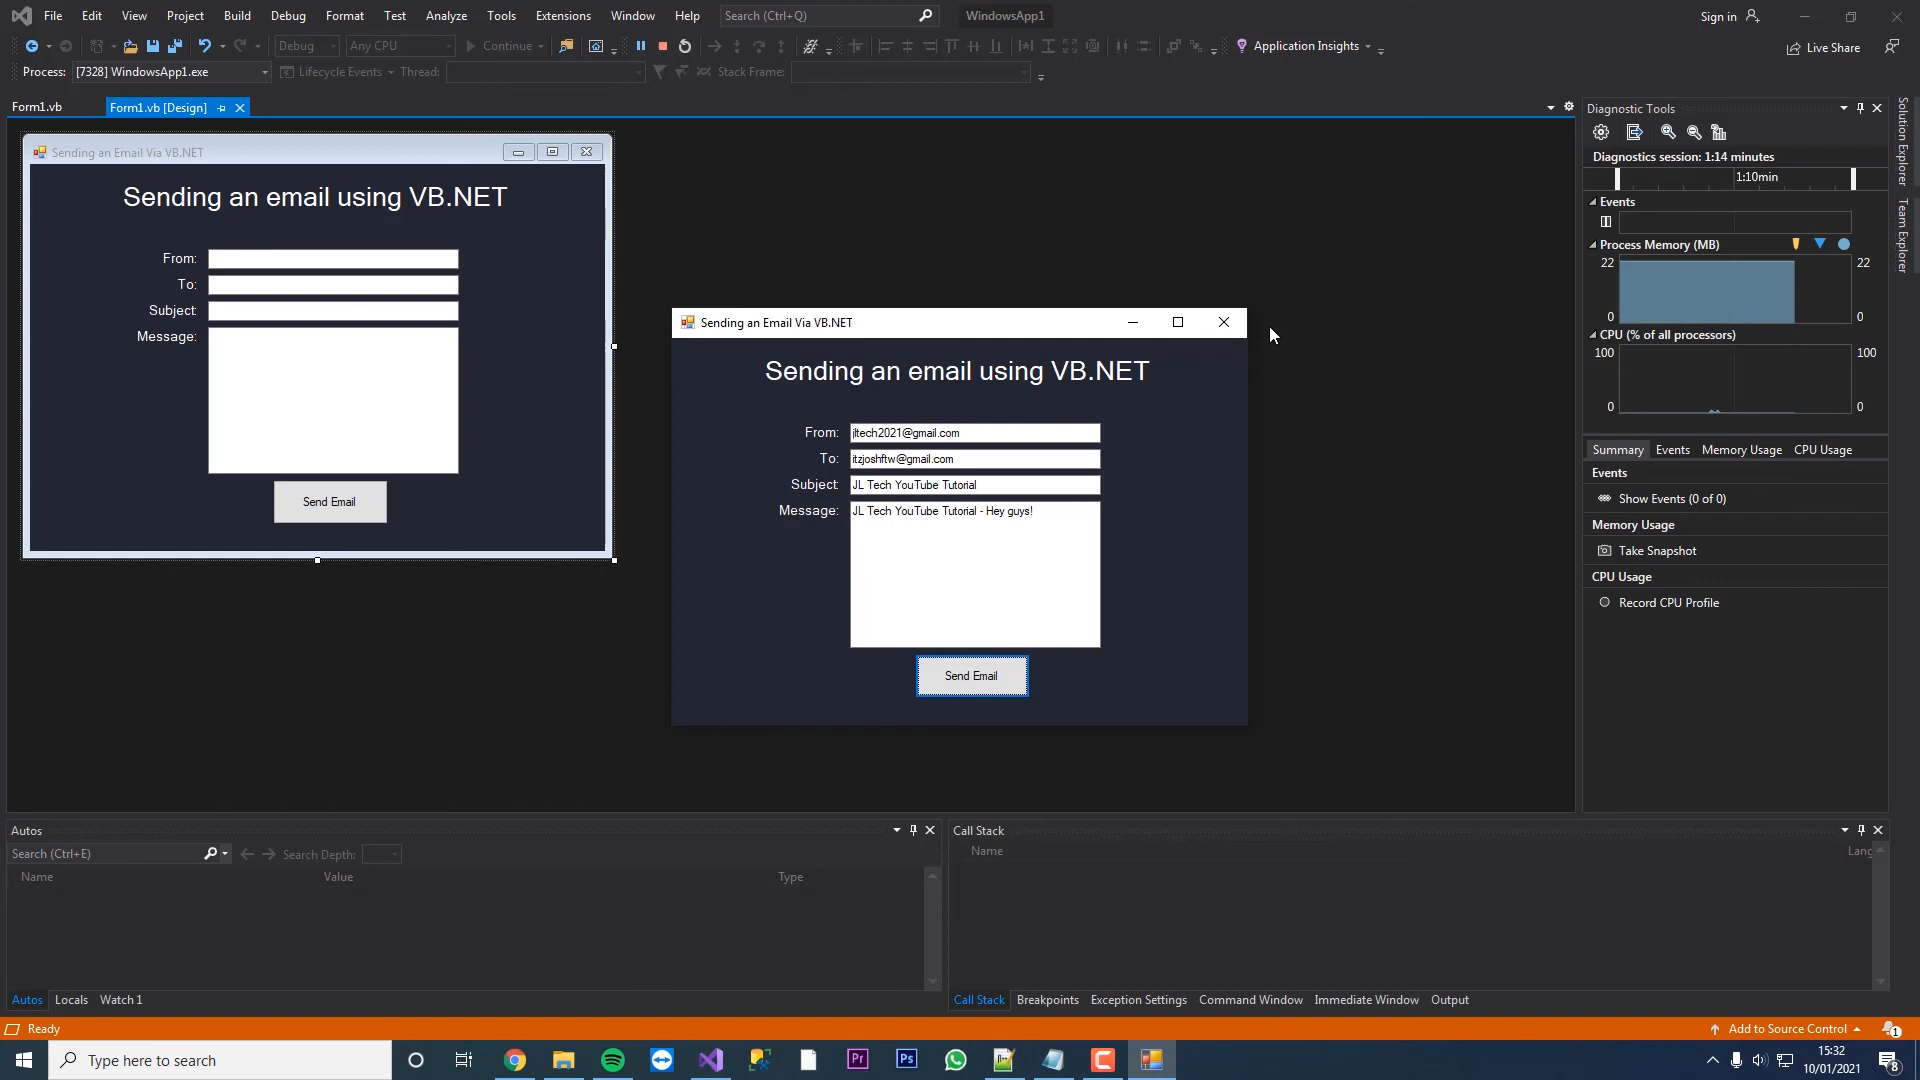 File Edit View Project Build Debug Format Test Analyze Tools Extensions Window Help Search (Ctrl+Q) WindowsApp1 Sign in
Debug Any CPU Continue Application Insights Live Share
Process: [7328] WindowsApp1.exe Lifecycle Events Thread: Stack Frame:
Form1.vb Form1.vb [Design]
Sending an Email Via VB.NET
Sending an email using VB.NET
From:
To:
Subject:
Message:
Send Email
Sending an Email Via VB.NET
Sending an email using VB.NET
From: jltech2021@gmail.com
To: itzjoshftw@gmail.com
Subject: JL Tech YouTube Tutorial
Message: JL Tech YouTube Tutorial - Hey guys!
Send Email
Diagnostic Tools
Diagnostics session: 1:14 minutes
1:10min
Events
Process Memory (MB)
22 22
0 0
CPU (% of all processors)
100 100
0 0
Summary Events Memory Usage CPU Usage
Events
Show Events (0 of 0)
Memory Usage
Take Snapshot
CPU Usage
Record CPU Profile
Solution Explorer
Team Explorer
Autos
Search (Ctrl+E) Search Depth:
Name Value Type
Autos Locals Watch 1
Call Stack
Name Lang
Call Stack Breakpoints Exception Settings Command Window Immediate Window Output
Ready Add to Source Control 1
Type here to search Pr Ps 15:32
10/01/2021 8